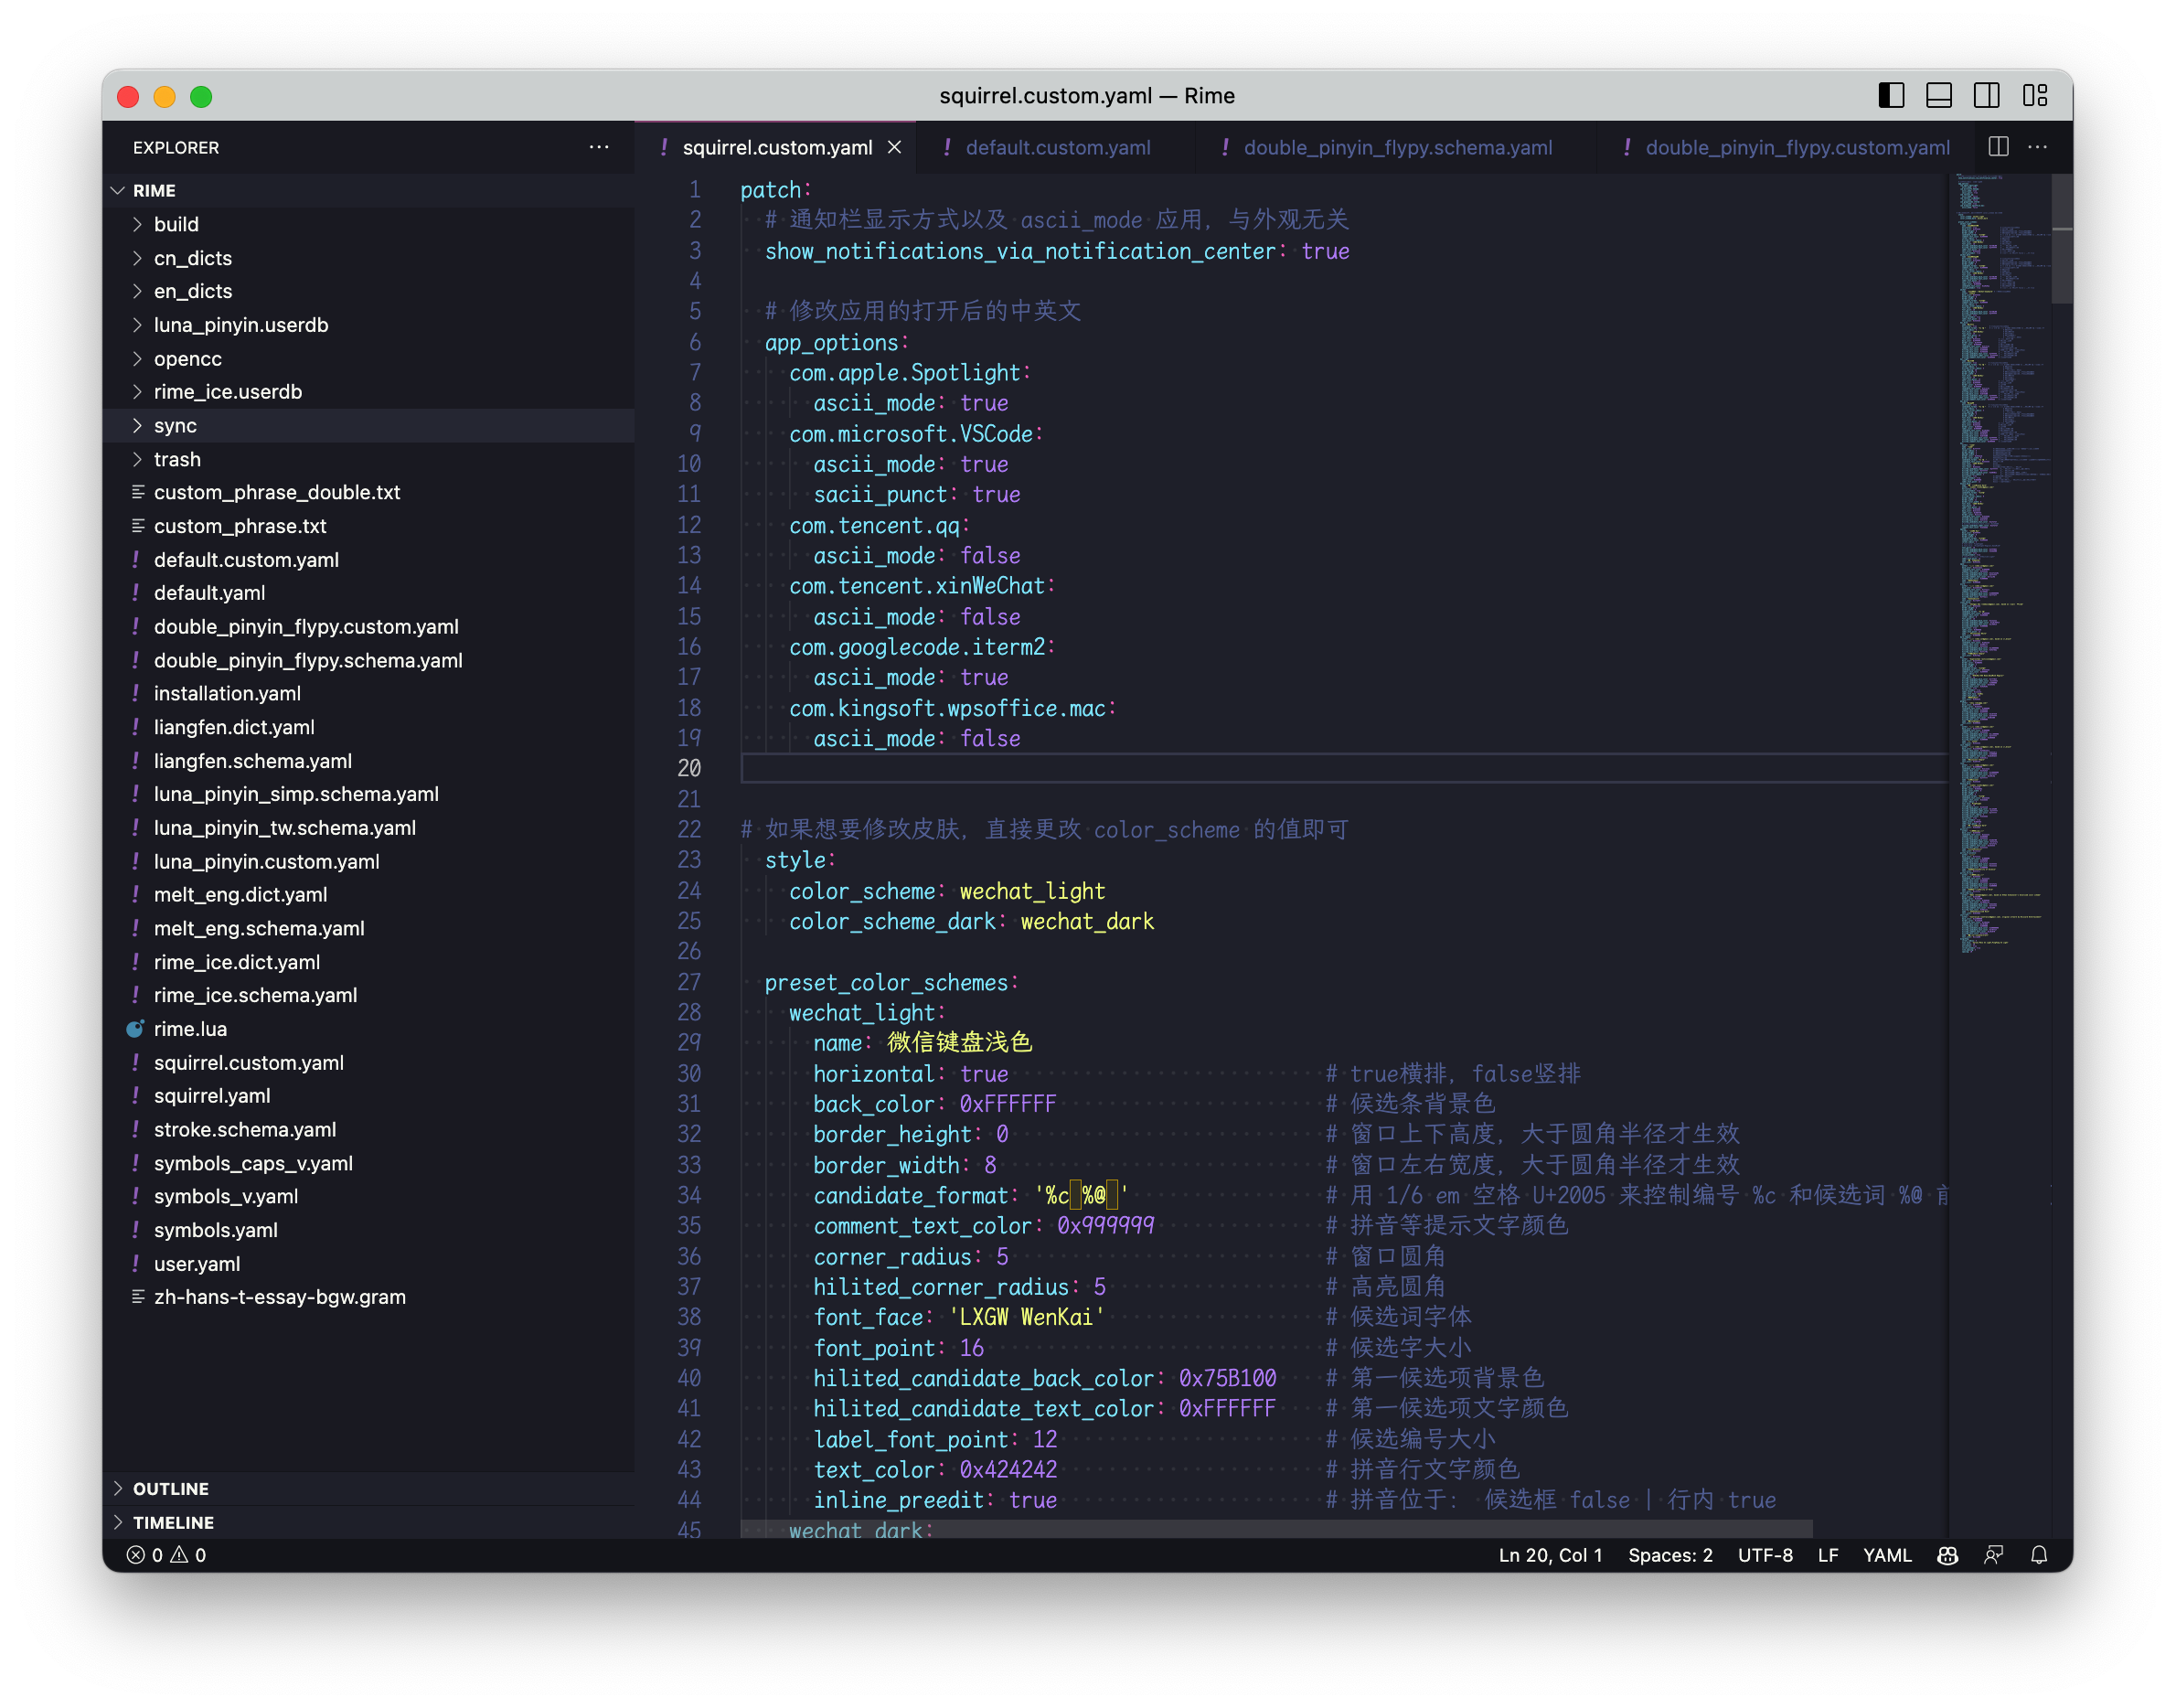 squirrel.custom.yaml — Rime
EXPLORER
RIME
build
cn_dicts
en_dicts
luna_pinyin.userdb
opencc
rime_ice.userdb
sync
trash
custom_phrase_double.txt
custom_phrase.txt
default.custom.yaml
default.yaml
double_pinyin_flypy.custom.yaml
double_pinyin_flypy.schema.yaml
installation.yaml
liangfen.dict.yaml
liangfen.schema.yaml
luna_pinyin_simp.schema.yaml
luna_pinyin_tw.schema.yaml
luna_pinyin.custom.yaml
melt_eng.dict.yaml
melt_eng.schema.yaml
rime_ice.dict.yaml
rime_ice.schema.yaml
rime.lua
squirrel.custom.yaml
squirrel.yaml
stroke.schema.yaml
symbols_caps_v.yaml
symbols_v.yaml
symbols.yaml
user.yaml
zh-hans-t-essay-bgw.gram
OUTLINE
TIMELINE
! squirrel.custom.yaml ! default.custom.yaml ! double_pinyin_flypy.schema.yaml ! double_pinyin_flypy.custom.yaml
1 patch:
2 # 通知栏显示方式以及 ascii_mode 应用，与外观无关
3 show_notifications_via_notification_center: true
4
5 # 修改应用的打开后的中英文
6 app_options:
7 com.apple.Spotlight:
8 ascii_mode: true
9 com.microsoft.VSCode:
10 ascii_mode: true
11 sacii_punct: true
12 com.tencent.qq:
13 ascii_mode: false
14 com.tencent.xinWeChat:
15 ascii_mode: false
16 com.googlecode.iterm2:
17 ascii_mode: true
18 com.kingsoft.wpsoffice.mac:
19 ascii_mode: false
20
21
22 # 如果想要修改皮肤，直接更改 color_scheme 的值即可
23 style:
24 color_scheme: wechat_light
25 color_scheme_dark: wechat_dark
26
27 preset_color_schemes:
28 wechat_light:
29 name: 微信键盘浅色
30 horizontal: true # true横排，false竖排
31 back_color: 0xFFFFFF # 候选条背景色
32 border_height: 0 # 窗口上下高度，大于圆角半径才生效
33 border_width: 8 # 窗口左右宽度，大于圆角半径才生效
34 candidate_format: '%c %@ ' # 用 1/6 em 空格 U+2005 来控制编号 %c 和候选词 %@ 前
35 comment_text_color: 0x999999 # 拼音等提示文字颜色
36 corner_radius: 5 # 窗口圆角
37 hilited_corner_radius: 5 # 高亮圆角
38 font_face: 'LXGW WenKai' # 候选词字体
39 font_point: 16 # 候选字大小
40 hilited_candidate_back_color: 0x75B100 # 第一候选项背景色
41 hilited_candidate_text_color: 0xFFFFFF # 第一候选项文字颜色
42 label_font_point: 12 # 候选编号大小
43 text_color: 0x424242 # 拼音行文字颜色
44 inline_preedit: true # 拼音位于： 候选框 false | 行内 true
45 wechat_dark:
0 0 Ln 20, Col 1 Spaces: 2 UTF-8 LF YAML